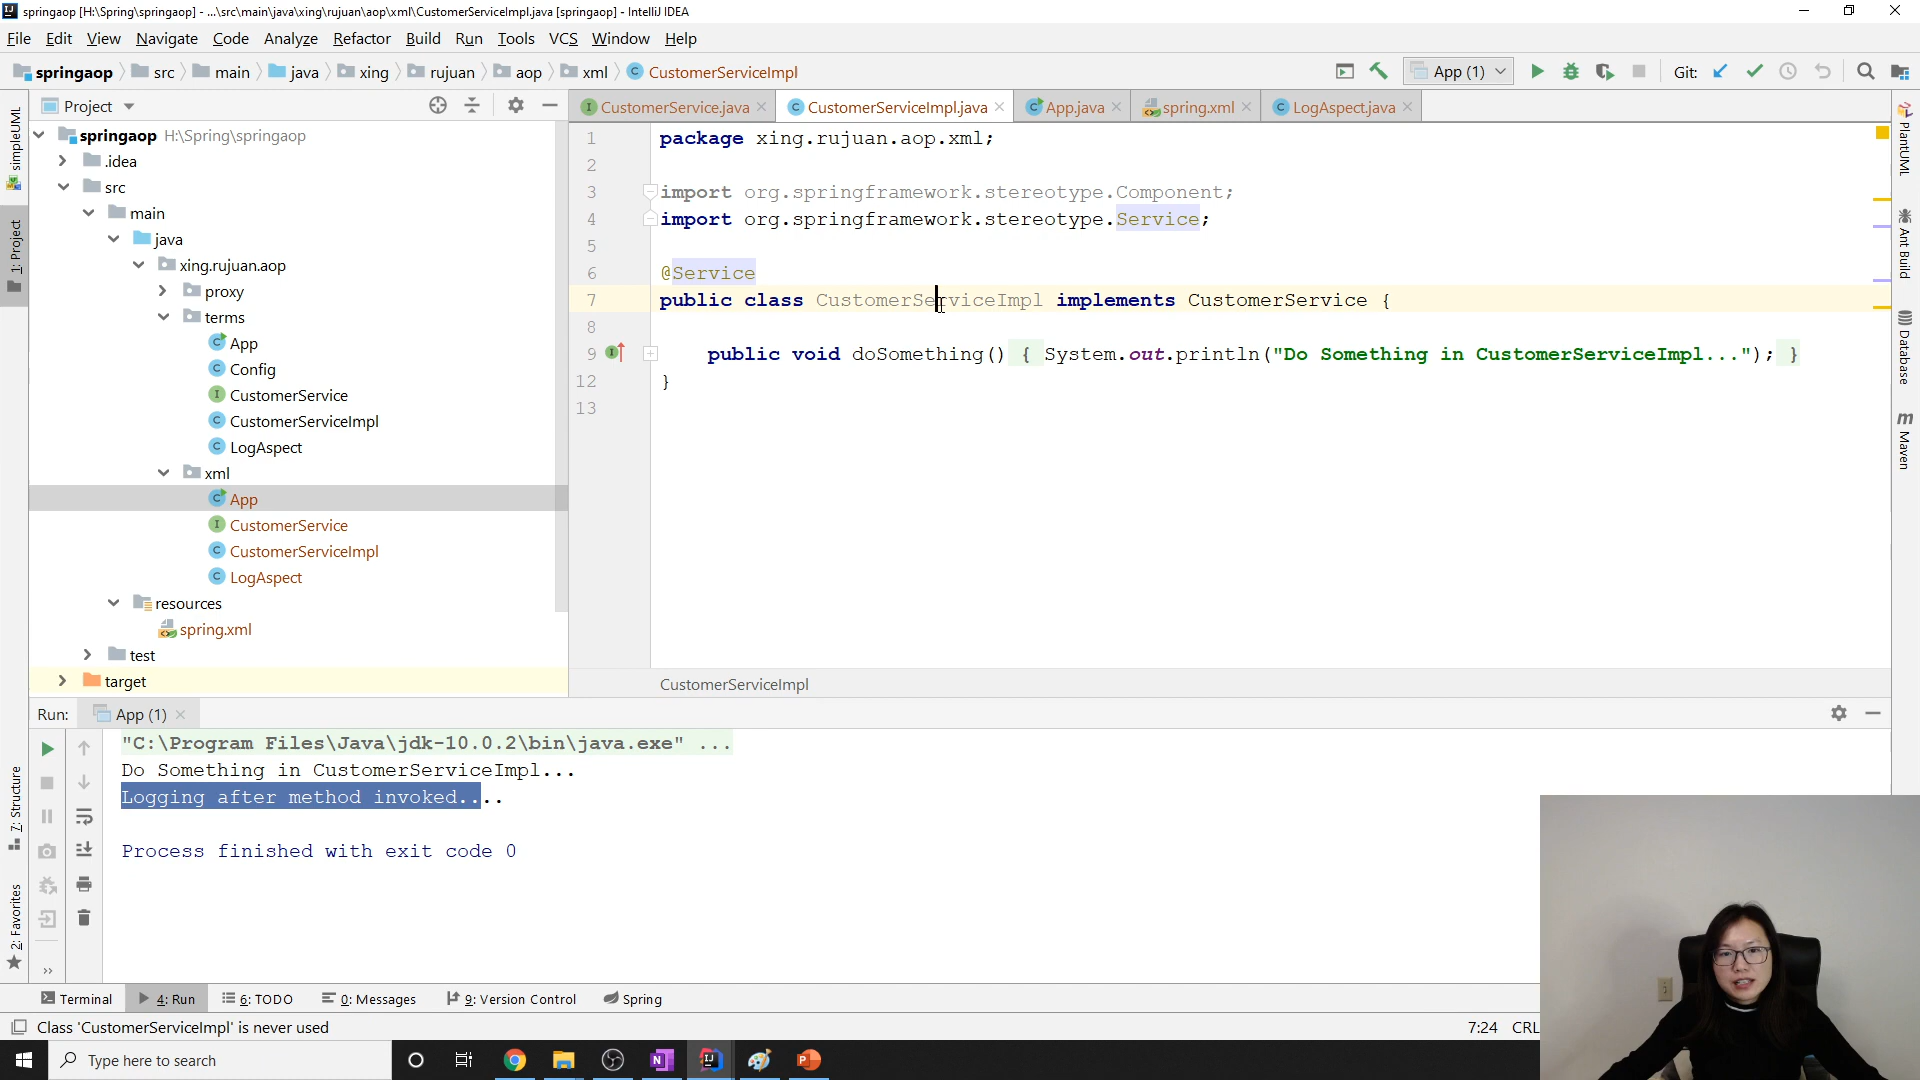 springaop [H:\Spring\springaop] - ...\src\main\java\xing\rujuan\aop\xml\CustomerServiceImpl.java [springaop] - IntelliJ IDEA
File Edit View Navigate Code Analyze Refactor Build Run Tools VCS Window Help
springaop src main java xing rujuan aop xml CustomerServiceImpl App (1) Git:
Project
CustomerService.java CustomerServiceImpl.java App.java spring.xml LogAspect.java
springaop H:\Spring\springaop
.idea
src
main
java
xing.rujuan.aop
proxy
terms
App
Config
CustomerService
CustomerServiceImpl
LogAspect
xml
App
CustomerService
CustomerServiceImpl
LogAspect
resources
spring.xml
test
target
1 package xing.rujuan.aop.xml;
2
3 import org.springframework.stereotype.Component;
4 import org.springframework.stereotype.Service;
5
6 @Service
7 public class CustomerServiceImpl implements CustomerService {
8
9 public void doSomething() { System.out.println("Do Something in CustomerServiceImpl..."); }
12 }
13
CustomerServiceImpl
simpleUML
1: Project
7: Structure
2: Favorites
PlantUML
Ant Build
Database
Maven
Run: App (1)
"C:\Program Files\Java\jdk-10.0.2\bin\java.exe" ...
Do Something in CustomerServiceImpl...
Logging after method invoked....
Process finished with exit code 0
Terminal 4: Run 6: TODO 0: Messages 9: Version Control Spring
Class 'CustomerServiceImpl' is never used 7:24 CRL
Type here to search